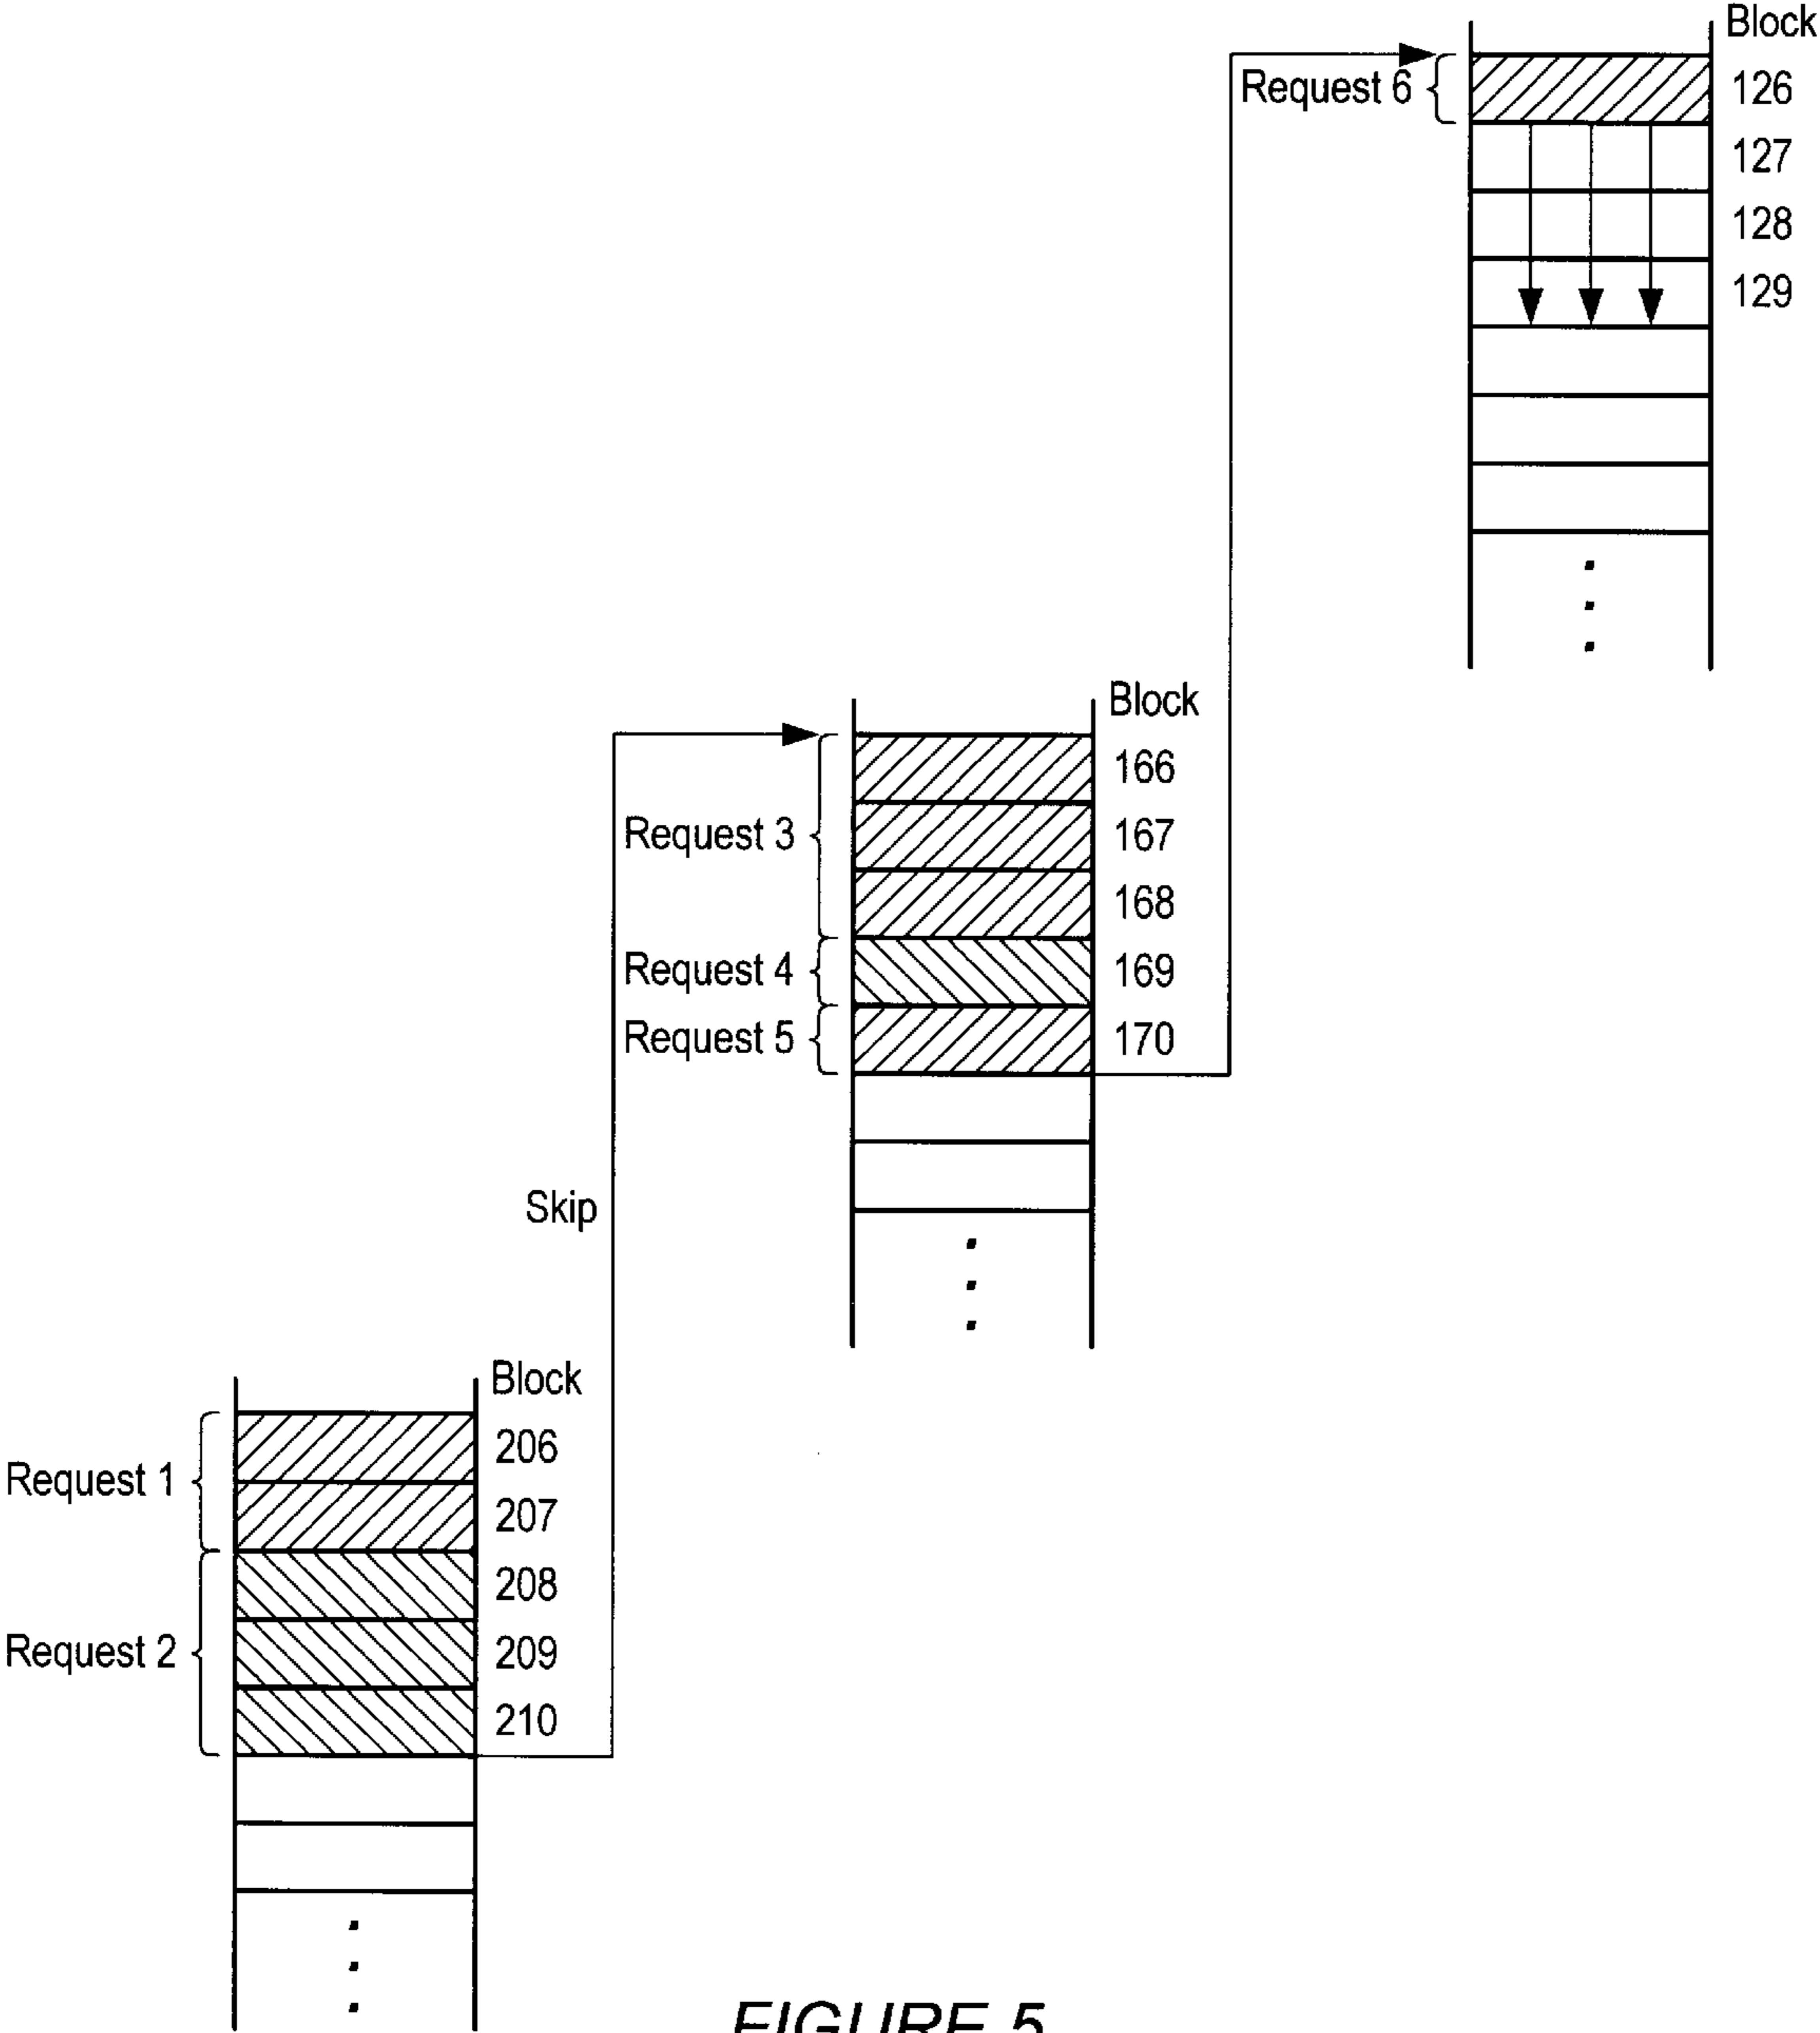 Block
Request 6
126
127
128
129
Block
166
Request 3
167
168
Request 4
169
Request 5
170
Skip
Block
206
Request 1
207
208
Request 2
209
210
FIGURE 5